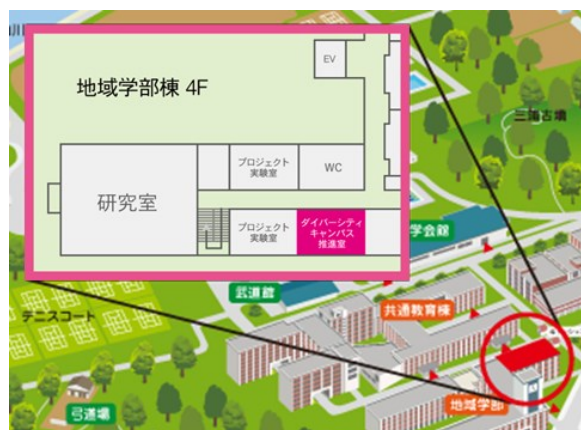 地域学部棟 4F
EV
プロジェクト
実験室
WC
研究室
プロジェクト
実験室
ダイバーシティ
キャンパス
推進室
三浦古墳
学会館
武道館
テニスコート
共通教育棟
地域学部
弓道場